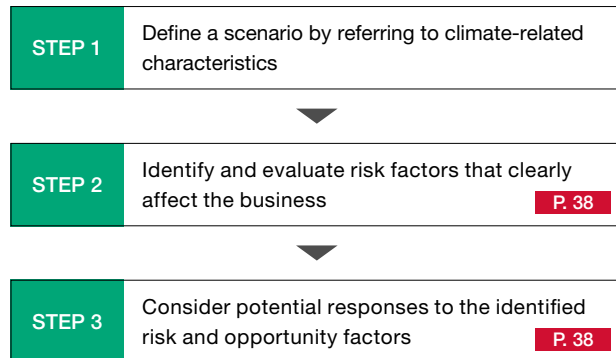 STEP 1
Define a scenario by referring to climate-related
characteristics
STEP 2
Identify and evaluate risk factors that clearly
affect the business
P. 38
STEP 3
Consider potential responses to the identified
risk and opportunity factors
P. 38